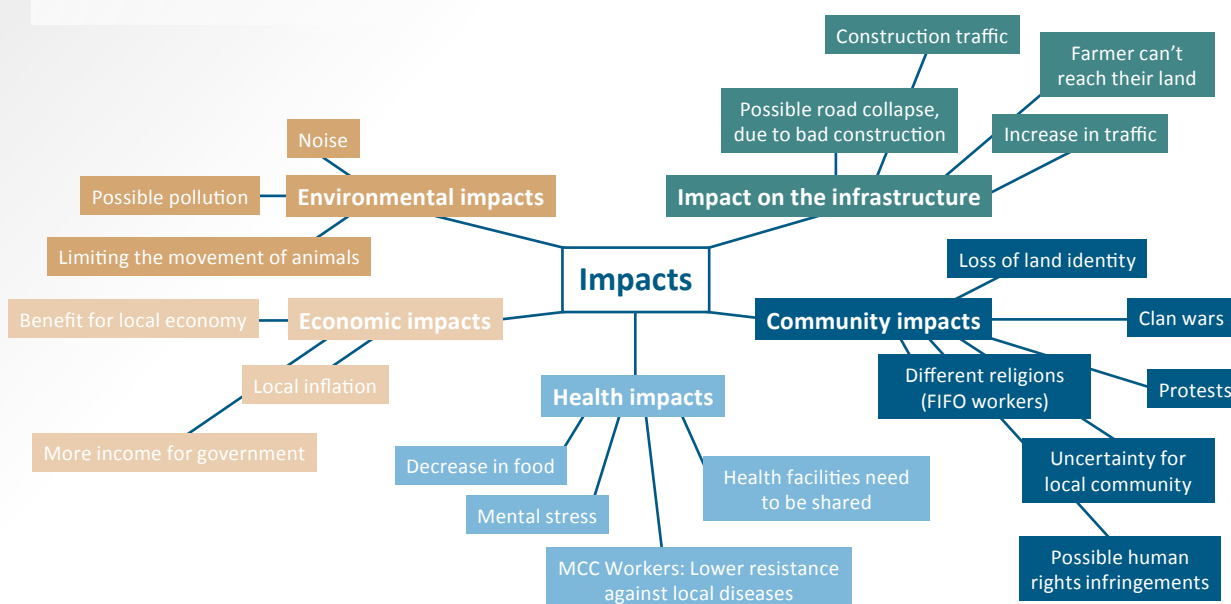 Construction traffic
Farmer can’t
reach their land
Possible road collapse,
due to bad construction
Increase in traffic
Noise
Impact on the infrastructure
Possible pollution
Environmental impacts
Limiting the movement of animals
Impacts
Loss of land identity
Benefit for local economy
Economic impacts
Community impacts
Clan wars
Local inflation
Health impacts
Different religions
(FIFO workers)
Protests
More income for government
Decrease in food
Health facilities need
to be shared
Uncertainty for
local community
Mental stress
MCC Workers: Lower resistance
against local diseases
Possible human
rights infringements